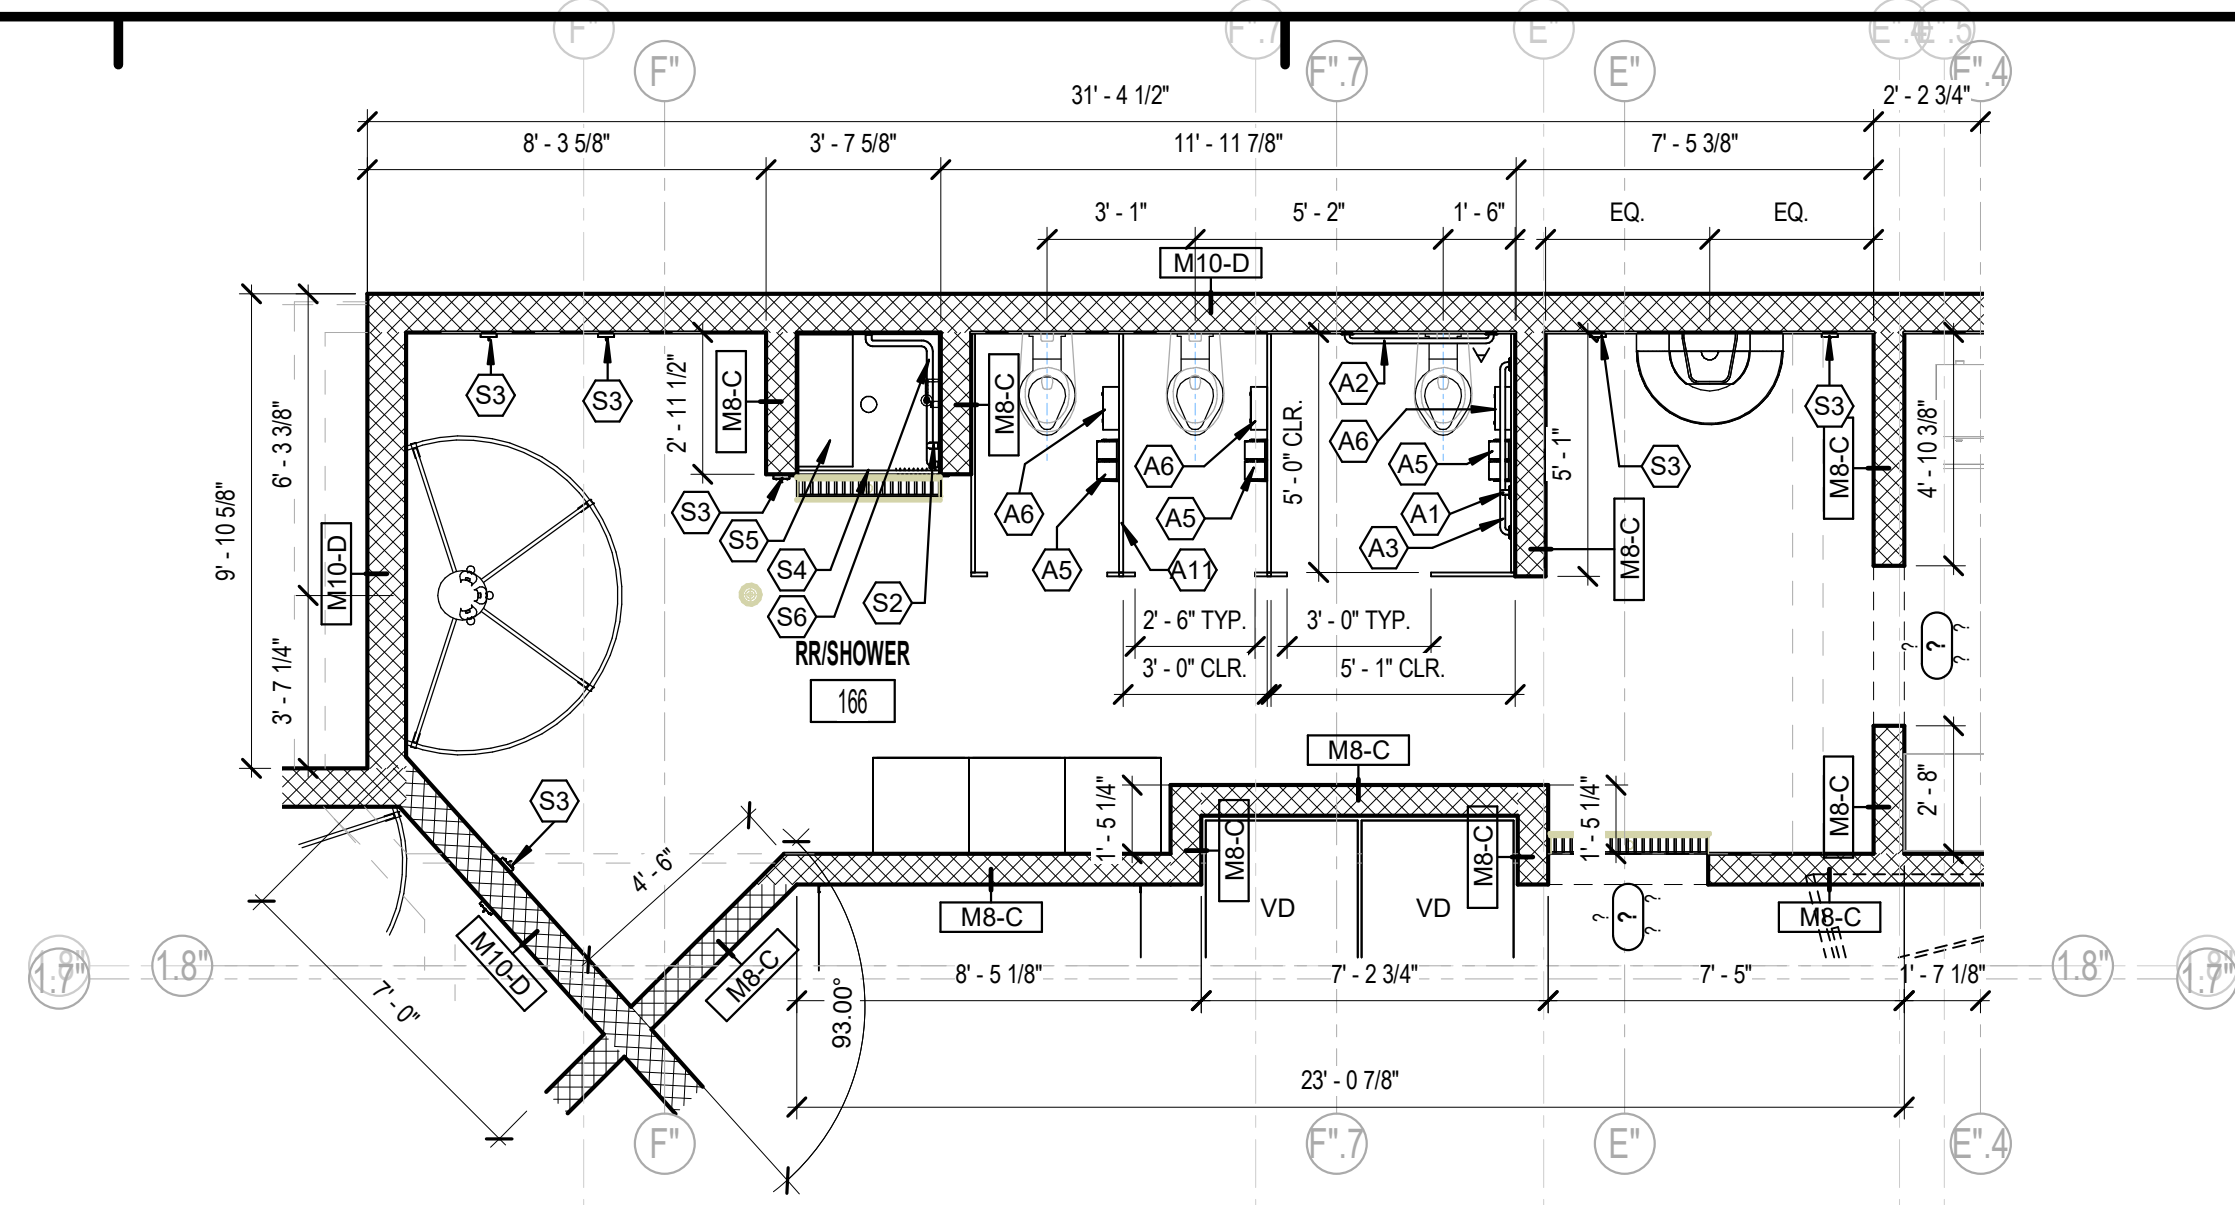 F" F".7 E" E".4 E".5
F" F".7 E" F".4
31' - 4 1/2" 2' - 2 3/4"
8' - 3 5/8" 3' - 7 5/8" 11' - 11 7/8" 7' - 5 3/8"
3' - 1" 5' - 2" 1' - 6" EQ. EQ.
M10-D
9' - 10 5/8"
6' - 3 3/8"
3' - 7 1/4"
M10-D
S3
S3
2' - 11 1/2"
M8-C
M8-C
S3
S5
S4
S6
S2
A6
A5
A6
A5
A11
5' - 0" CLR.
A2
A6
A5
A1
A3
5' - 1"
M8-C
S3
S3
M8-C
4' - 10 3/8"
2' - 6" TYP. 3' - 0" TYP.
3' - 0" CLR. 5' - 1" CLR.
RR/SHOWER
166
? ? ? ?
M8-C
S3
1' - 5 1/4"
M8-C
M8-C
1' - 5 1/4"
M8-C
2' - 8"
4' - 6"
M8-C
VD VD
? ? ? ?
M8-C
M10-D
M8-C
7' - 0"
93.00°
1.8" 1.7" 1.8" 1.8" 1.8" 1.7"
8' - 5 1/8" 7' - 2 3/4" 7' - 5" 1' - 7 1/8"
23' - 0 7/8"
F" F".7 E" E".4